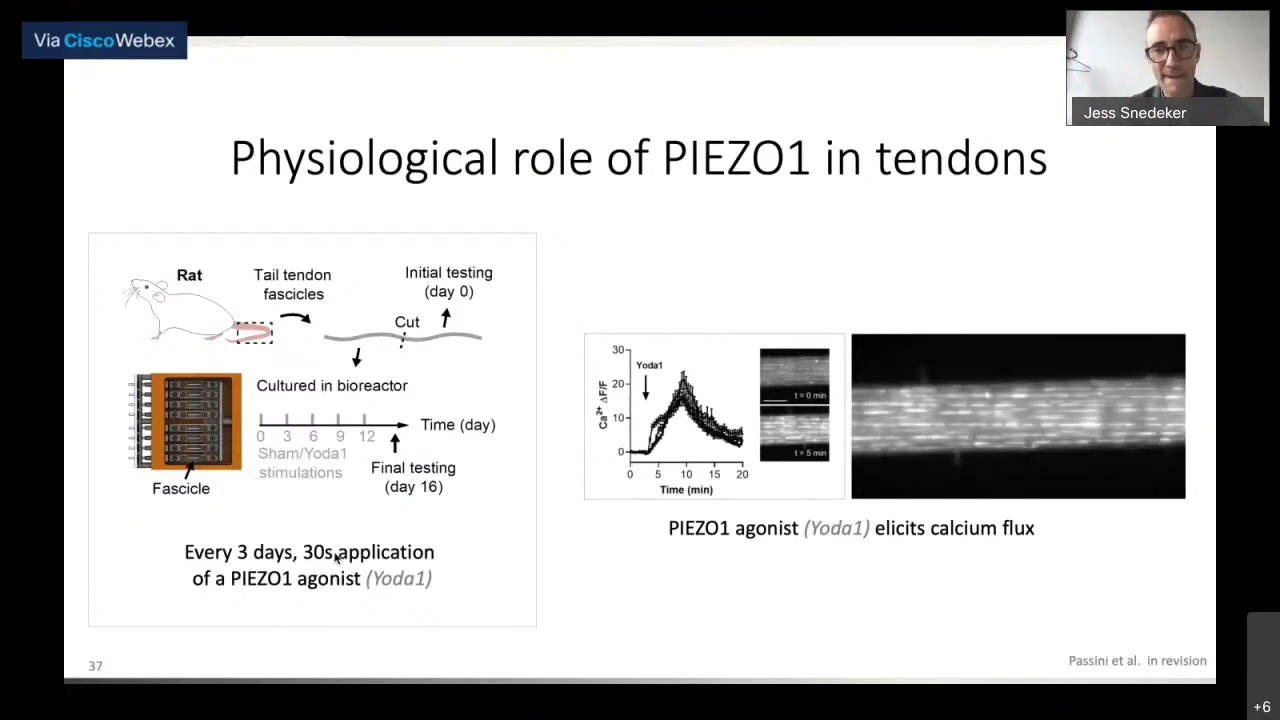 Via CiscoWebex
Jess Snedeker
Physiological role of PIEZO1 in tendons
Rat
Tail tendon
fascicles
Initial testing
(day 0)
Cut
Cultured in bioreactor
0 3 6 9 12
Time (day)
Sham/Yoda1
stimulations
Final testing
(day 16)
Fascicle
Every 3 days, 30s application
of a PIEZO1 agonist (Yoda1)
30
20
10
0
Ca2+ ΔF/F
Yoda1
0 5 10 15 20
Time (min)
t = 0 min
t = 5 min
PIEZO1 agonist (Yoda1) elicits calcium flux
37
Passini et al. in revision
+6